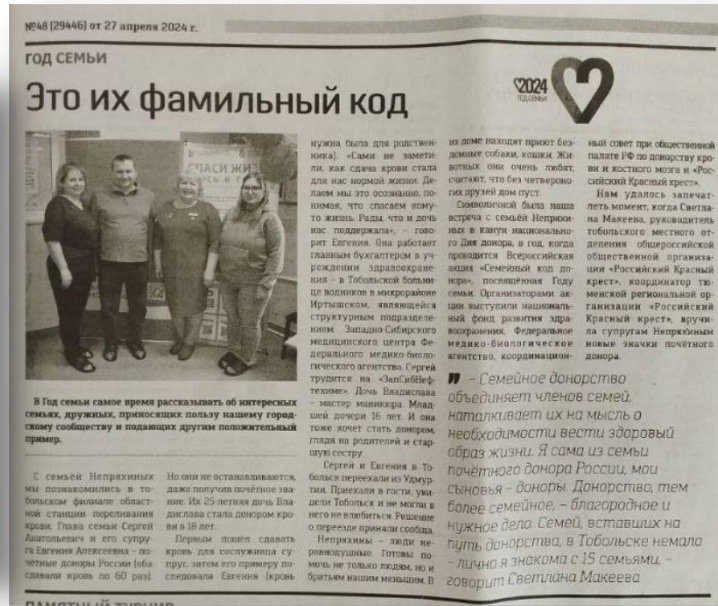 №48 (29446) от 27 апреля 2024 г.
ГОД СЕМЬИ
Это их фамильный код
2024
ГОД СЕМЬИ
СПАСИ ЖИЗ
В Год семьи самое время рассказывать об интересных
семьях, дружных, приносящих пользу нашему город-
скому сообществу и подающих другим положительный
пример.
С семьёй Непряхиных
мы познакомились в то-
больском филиале област-
ной станции переливания
крови. Глава семьи Сергей
Анатольевич и его супру-
га Евгения Алексеевна – по-
чётные доноры России (оба
сдавали кровь по 60 раз).
Но они не останавливаются,
даже получив почётное зва-
ние. Их 25-летняя дочь Вла-
дислава стала донором кро-
ви в 18 лет.
Первым пошёл сдавать
кровь для сослуживца су-
пруг, затем его примеру по-
следовала Евгения (кровь
нужна была для родствен-
ника). «Сами не замети-
ли, как сдача крови стала
для нас нормой жизни. Де-
лаем мы это осознанно, по-
нимая, что спасаем кому-
то жизнь. Рады, что и дочь
нас поддержала», – гово-
рит Евгения. Она работает
главным бухгалтером в уч-
реждении здравоохране-
ния – в Тобольской больни-
це водников в микрорайоне
Иртышском, являющейся
структурным подразделе-
нием Западно-Сибирского
медицинского центра Фе-
дерального медико-биоло-
гического агентства. Сергей
трудится на «ЗапСибНеф-
техиме». Дочь Владислава
– мастер маникюра. Млад-
шей дочери 16 лет. И она
тоже хочет стать донором,
глядя на родителей и стар-
шую сестру.
Сергей и Евгения в То-
больск переехали из Удмур-
тии. Приехали в гости, уви-
дели Тобольск и не могли в
него не влюбиться. Решение
о переезде приняли сообща.
Непряхины – люди не-
равнодушные. Готовы по-
мочь не только людям, но и
братьям нашим меньшим. В
их доме находят приют без-
домные собаки, кошки. Жи-
вотных они очень любят,
считают, что без четвероно-
гих друзей дом пуст.
Символичной была наша
встреча с семьёй Непряхи-
ных в канун национально-
го Дня донора, в год, когда
проводится Всероссийская
акция «Семейный код до-
нора», посвящённая Году
семьи. Организаторами ак-
ции выступили националь-
ный фонд развития здра-
воохранения, Федеральное
медико-биологическое
агентство, координацион-
ный совет при общественной
палате РФ по донорству кро-
ви и костного мозга и «Рос-
сийский Красный крест».
Нам удалось запечат-
леть момент, когда Светла-
на Макеева, руководитель
тобольского местного от-
деления общероссийской
общественной организа-
ции «Российский Красный
крест», координатор тю-
менской региональной ор-
ганизации «Российский
Красный крест», вручи-
ла супругам Непряхиным
новые значки почётного
донора.
– Семейное донорство
объединяет членов семей,
наталкивает их на мысль о
необходимости вести здоровый
образ жизни. Я сама из семьи
почётного донора России, мои
сыновья – доноры. Донорство, тем
более семейное, – благородное и
нужное дело. Семей, вставших на
путь донорства, в Тобольске немало
– лично я знакома с 15 семьями, –
говорит Светлана Макеева.